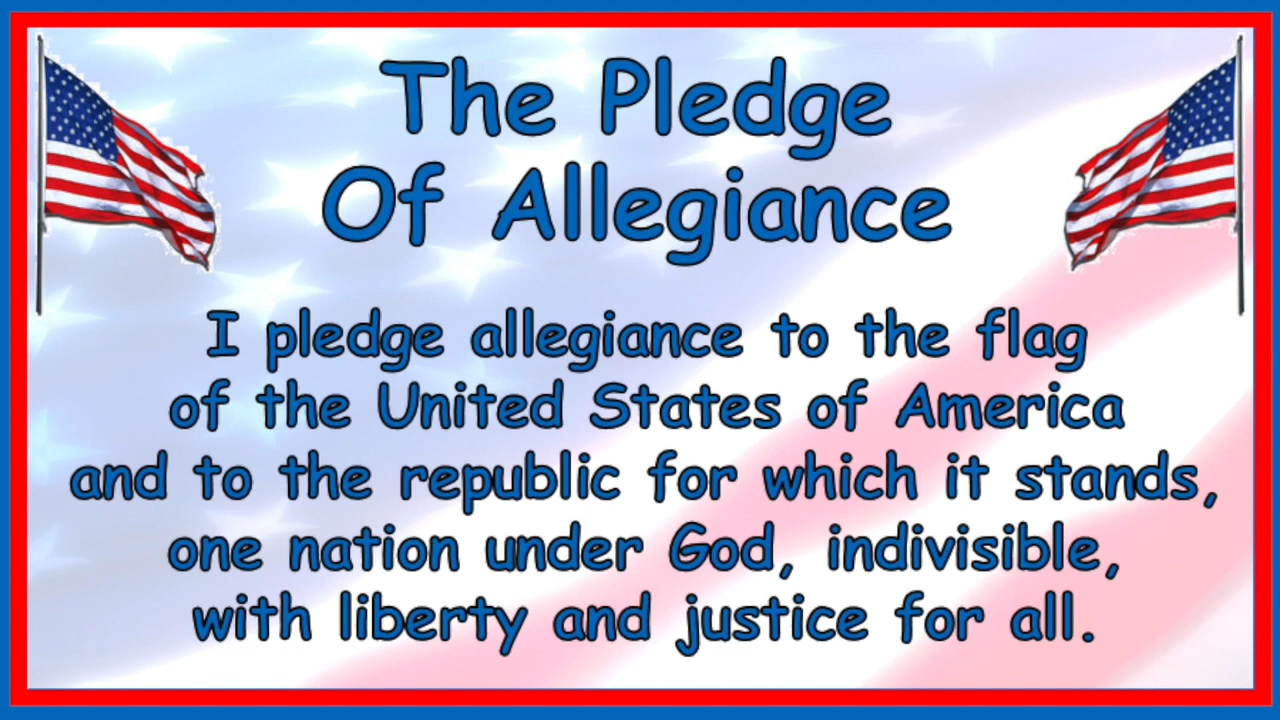 The Pledge
Of Allegiance
I pledge allegiance to the flag
of the United States of America
and to the republic for which it stands,
one nation under God, indivisible,
with liberty and justice for all.